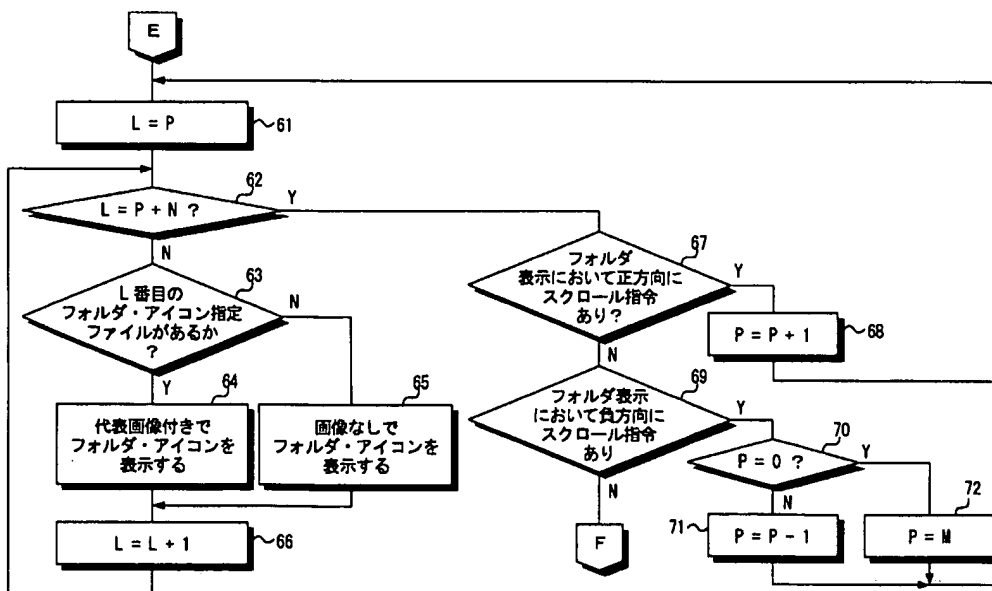 E
L = P
61
62
L = P + N ?
Y
N
63
L 番目の
フォルダ・アイコン指定
ファイルがあるか
?
N
Y
64
代表画像付きで
フォルダ・アイコンを
表示する
65
画像なしで
フォルダ・アイコンを
表示する
L = L + 1
66
67
フォルダ
表示において正方向に
スクロール指令
あり?
Y
N
P = P + 1
68
69
フォルダ表示
において負方向に
スクロール指令
あり
Y
N
70
P = 0 ?
Y
N
71
P = P - 1
72
P = M
F